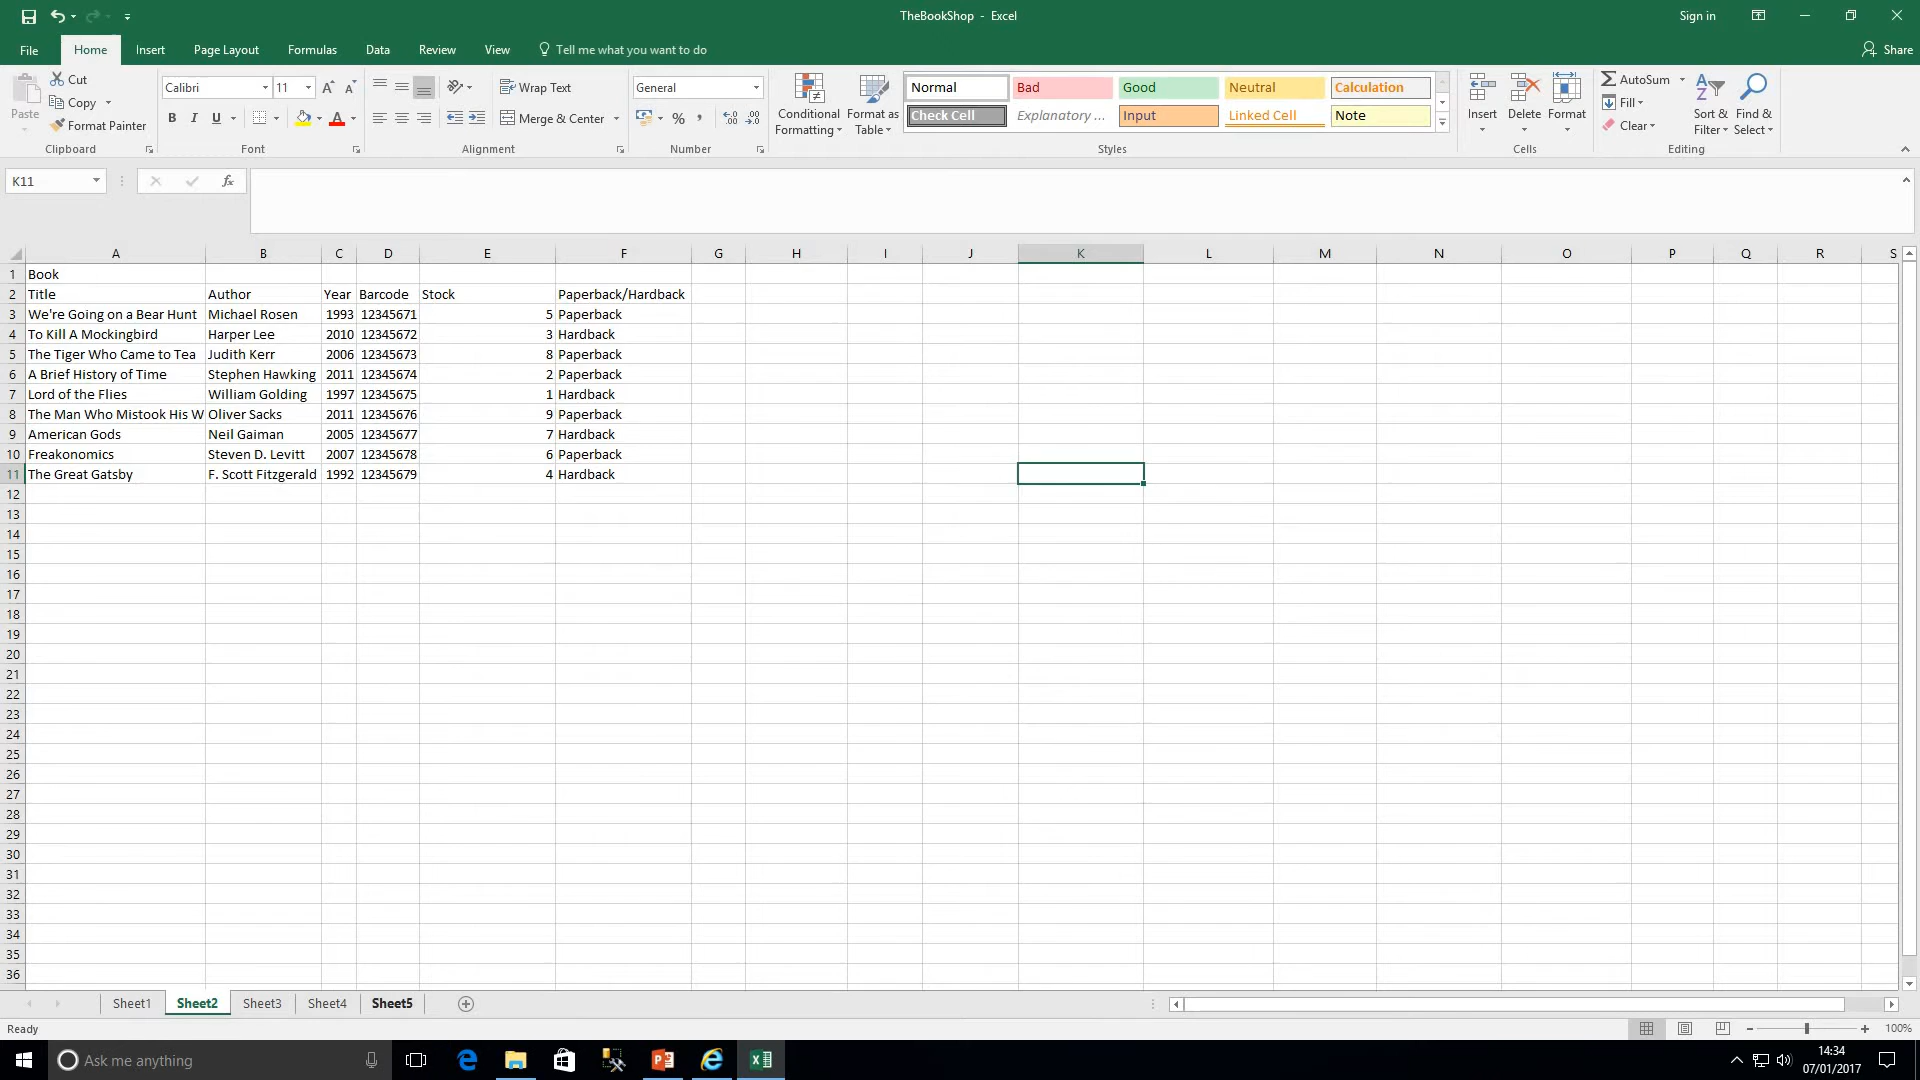 TheBookShop - Excel
Sign in
File Home Insert Page Layout Formulas Data Review View Tell me what you want to do Share
Paste Cut Copy Format Painter
Calibri 11 A A
B I U A
Wrap Text
Merge & Center
General
% , .00 .0
Conditional Formatting Format as Table
Normal Bad Good Neutral Calculation
Check Cell Explanatory ... Input Linked Cell Note
Insert Delete Format
AutoSum Fill Clear
Sort & Filter Find & Select
Clipboard Font Alignment Number Styles Cells Editing
K11 fx
A B C D E F G H I J K L M N O P Q R S
1 Book
2 Title Author Year Barcode Stock Paperback/Hardback
3 We're Going on a Bear Hunt Michael Rosen 1993 12345671 5 Paperback
4 To Kill A Mockingbird Harper Lee 2010 12345672 3 Hardback
5 The Tiger Who Came to Tea Judith Kerr 2006 12345673 8 Paperback
6 A Brief History of Time Stephen Hawking 2011 12345674 2 Paperback
7 Lord of the Flies William Golding 1997 12345675 1 Hardback
8 The Man Who Mistook His W Oliver Sacks 2011 12345676 9 Paperback
9 American Gods Neil Gaiman 2005 12345677 7 Hardback
10 Freakonomics Steven D. Levitt 2007 12345678 6 Paperback
11 The Great Gatsby F. Scott Fitzgerald 1992 12345679 4 Hardback
12
13
14
15
16
17
18
19
20
21
22
23
24
25
26
27
28
29
30
31
32
33
34
35
36
Sheet1 Sheet2 Sheet3 Sheet4 Sheet5
Ready 100%
Ask me anything
14:34
07/01/2017